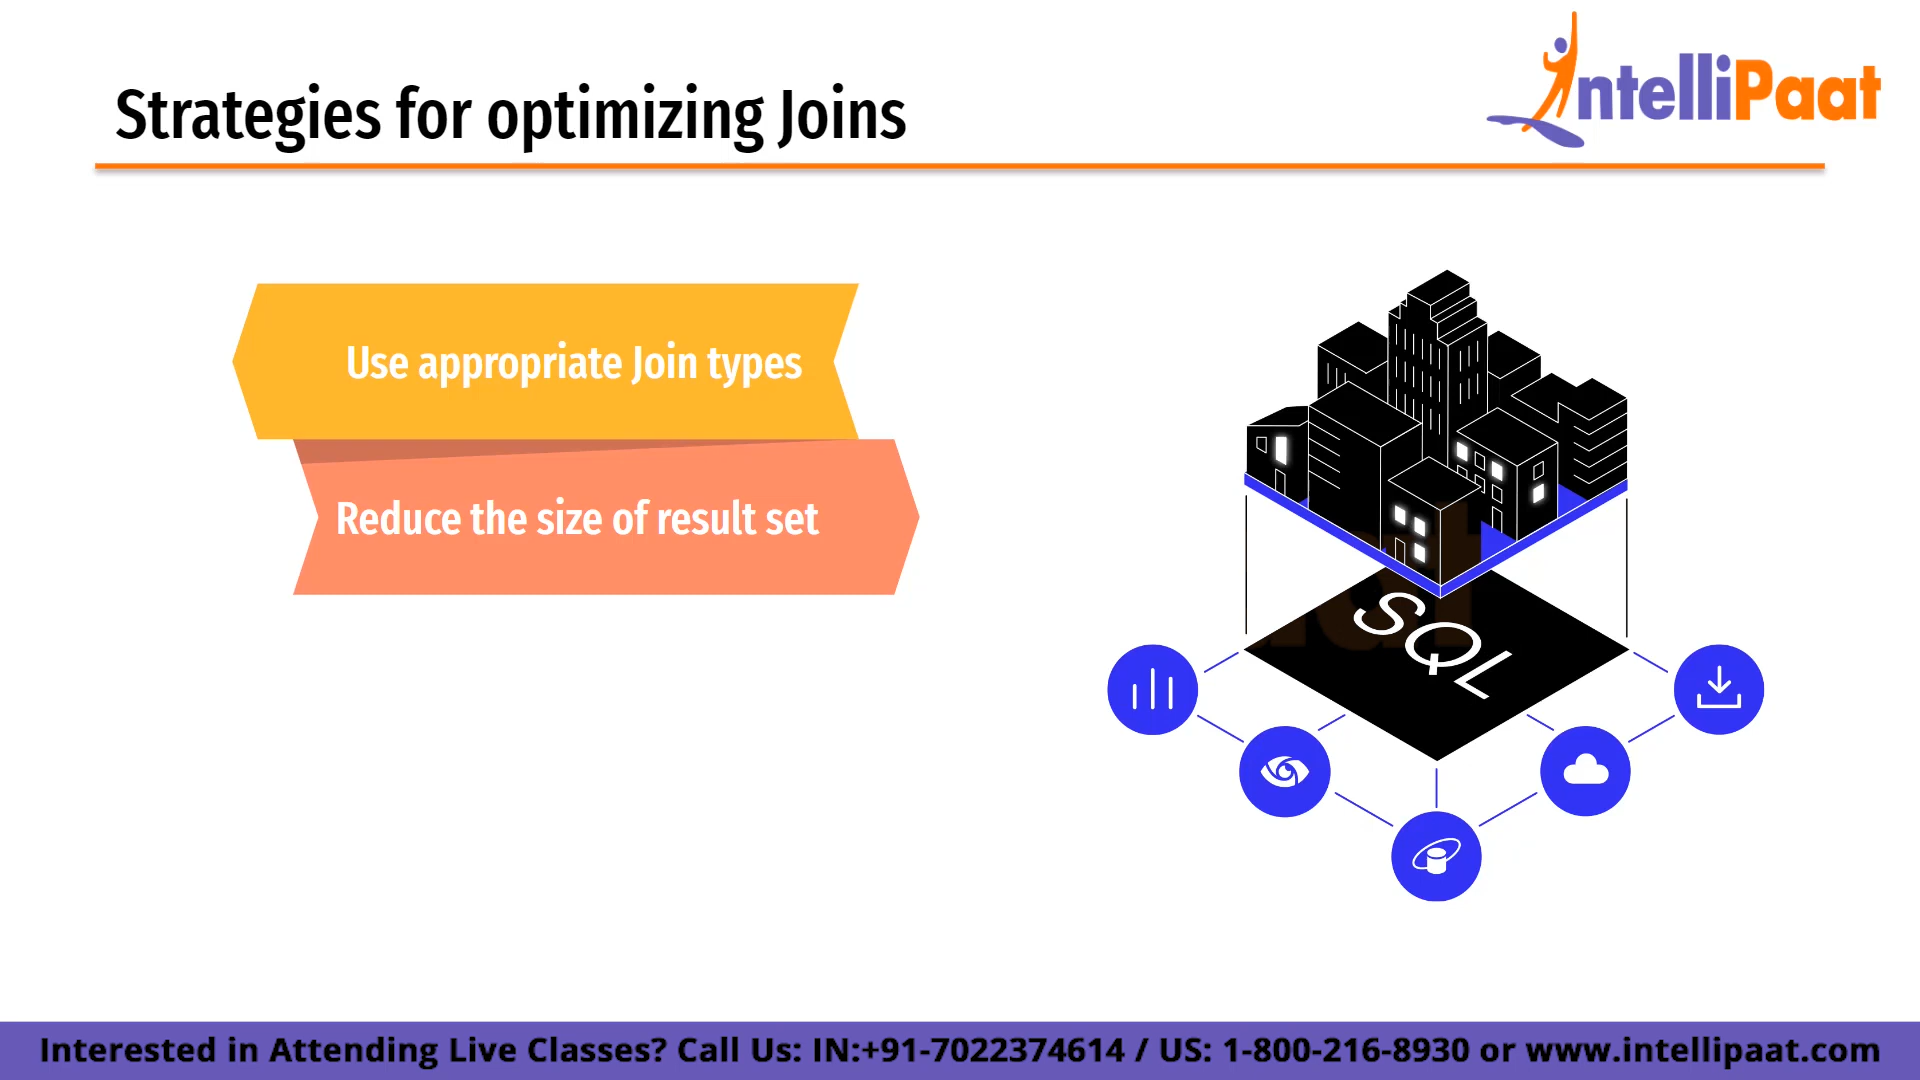 Strategies for optimizing Joins
IntelliPaat
Use appropriate Join types
Reduce the size of result set
SQL
Interested in Attending Live Classes? Call Us: IN:+91-7022374614 / US: 1-800-216-8930 or www.intellipaat.com